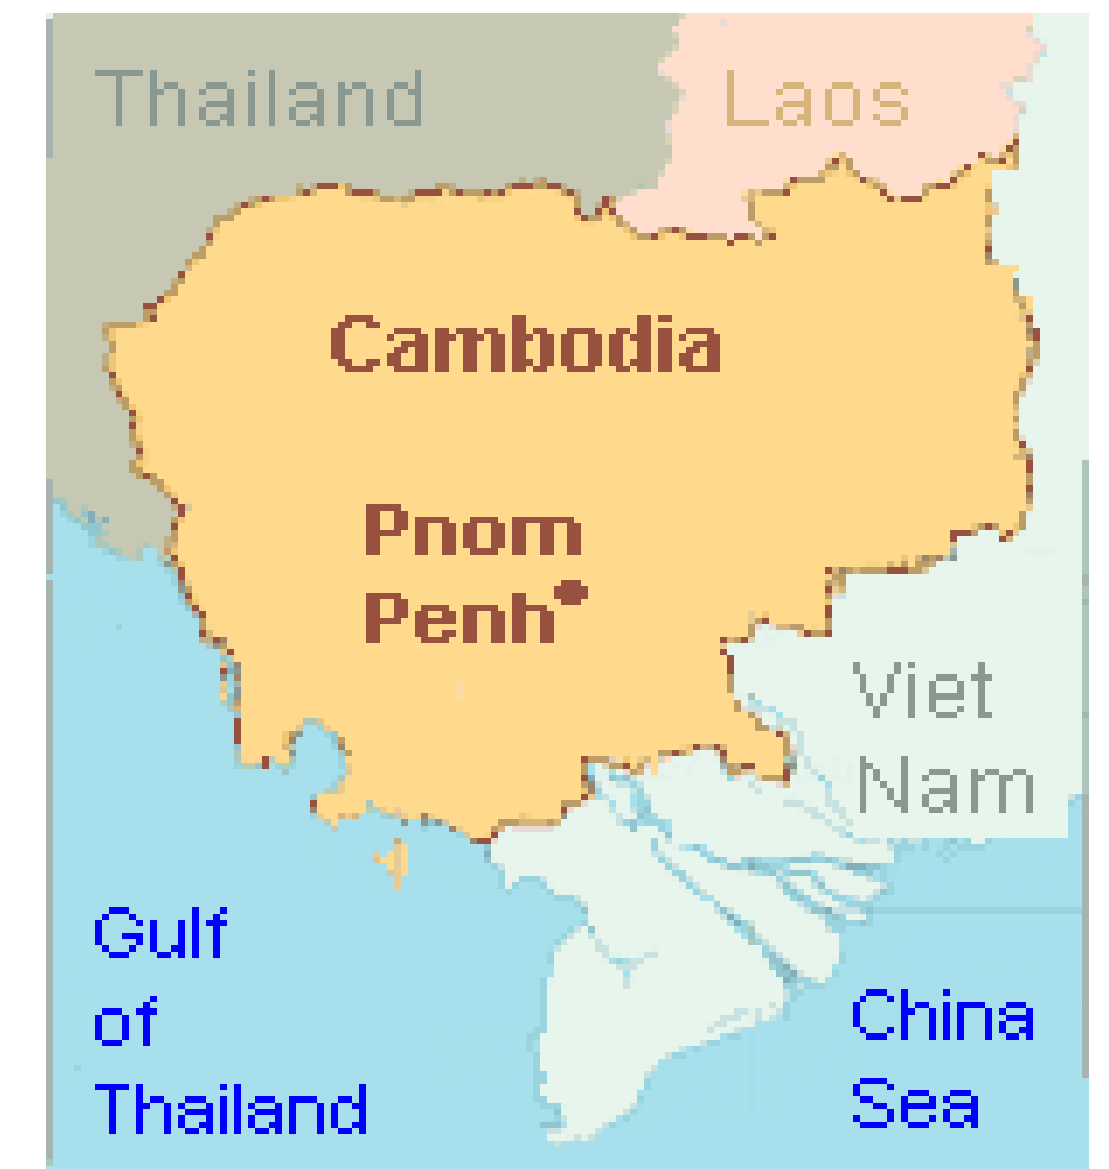 Thailand
Laos
Cambodia
Pnom
Penh
Viet
Nam
Gulf
of
Thailand
China
Sea